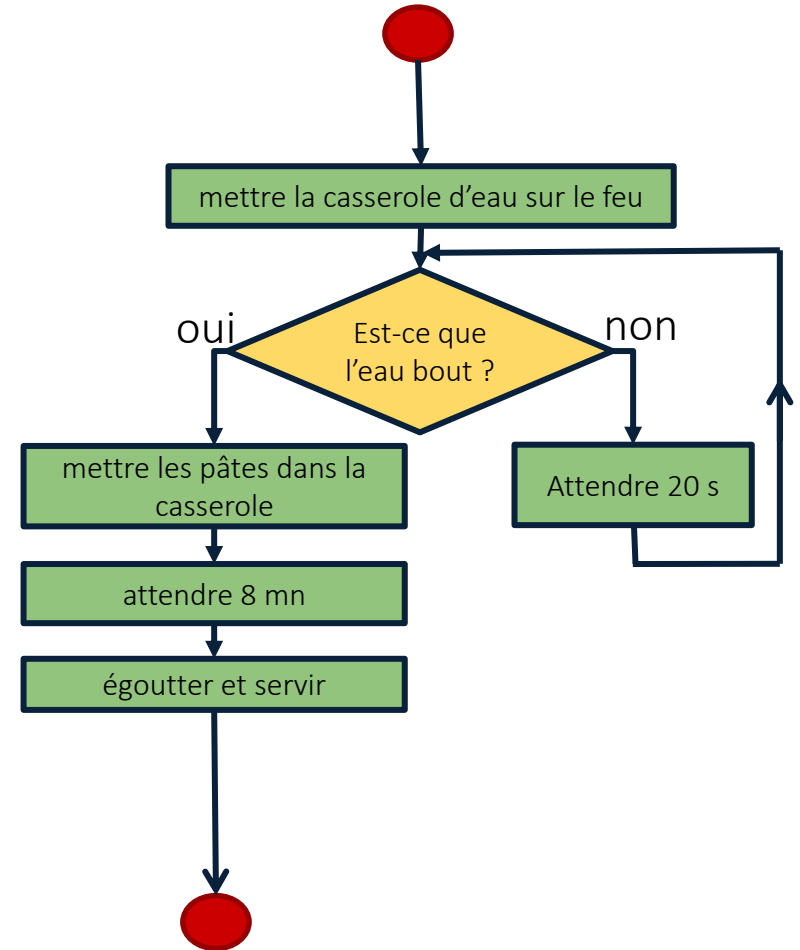 mettre la casserole d’eau sur le feu
oui
Est-ce que
l’eau bout ?
non
mettre les pâtes dans la
casserole
Attendre 20 s
attendre 8 mn
égoutter et servir